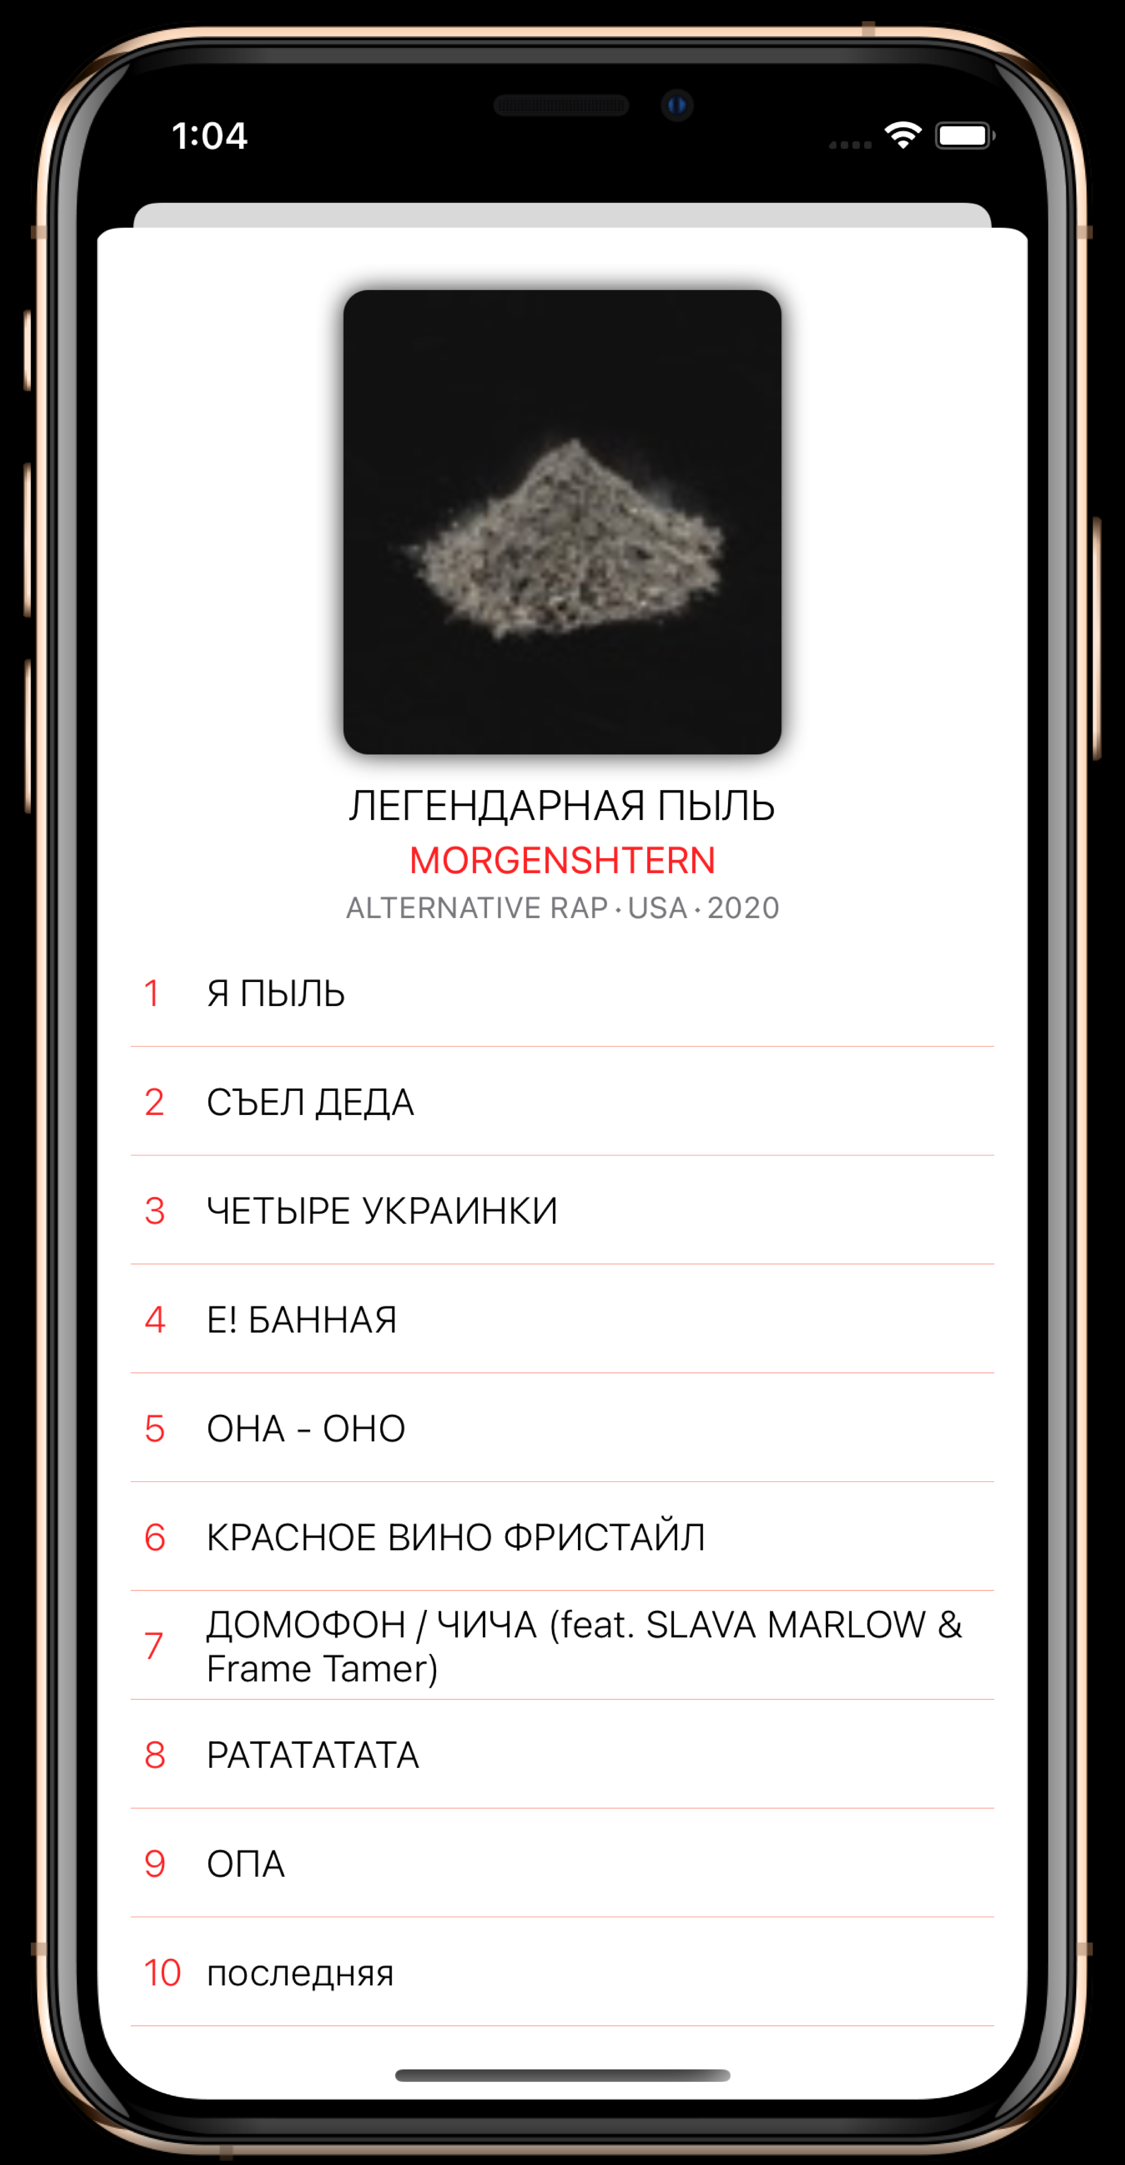 1:04
ЛЕГЕНДАРНАЯ ПЫЛЬ
MORGENSHTERN
ALTERNATIVE RAP · USA · 2020
1 Я ПЫЛЬ
2 СЪЕЛ ДЕДА
3 ЧЕТЫРЕ УКРАИНКИ
4 Е! БАННАЯ
5 ОНА - ОНО
6 КРАСНОЕ ВИНО ФРИСТАЙЛ
7 ДОМОФОН / ЧИЧА (feat. SLAVA MARLOW &
Frame Tamer)
8 РАТАТАТАТА
9 ОПА
10 последняя